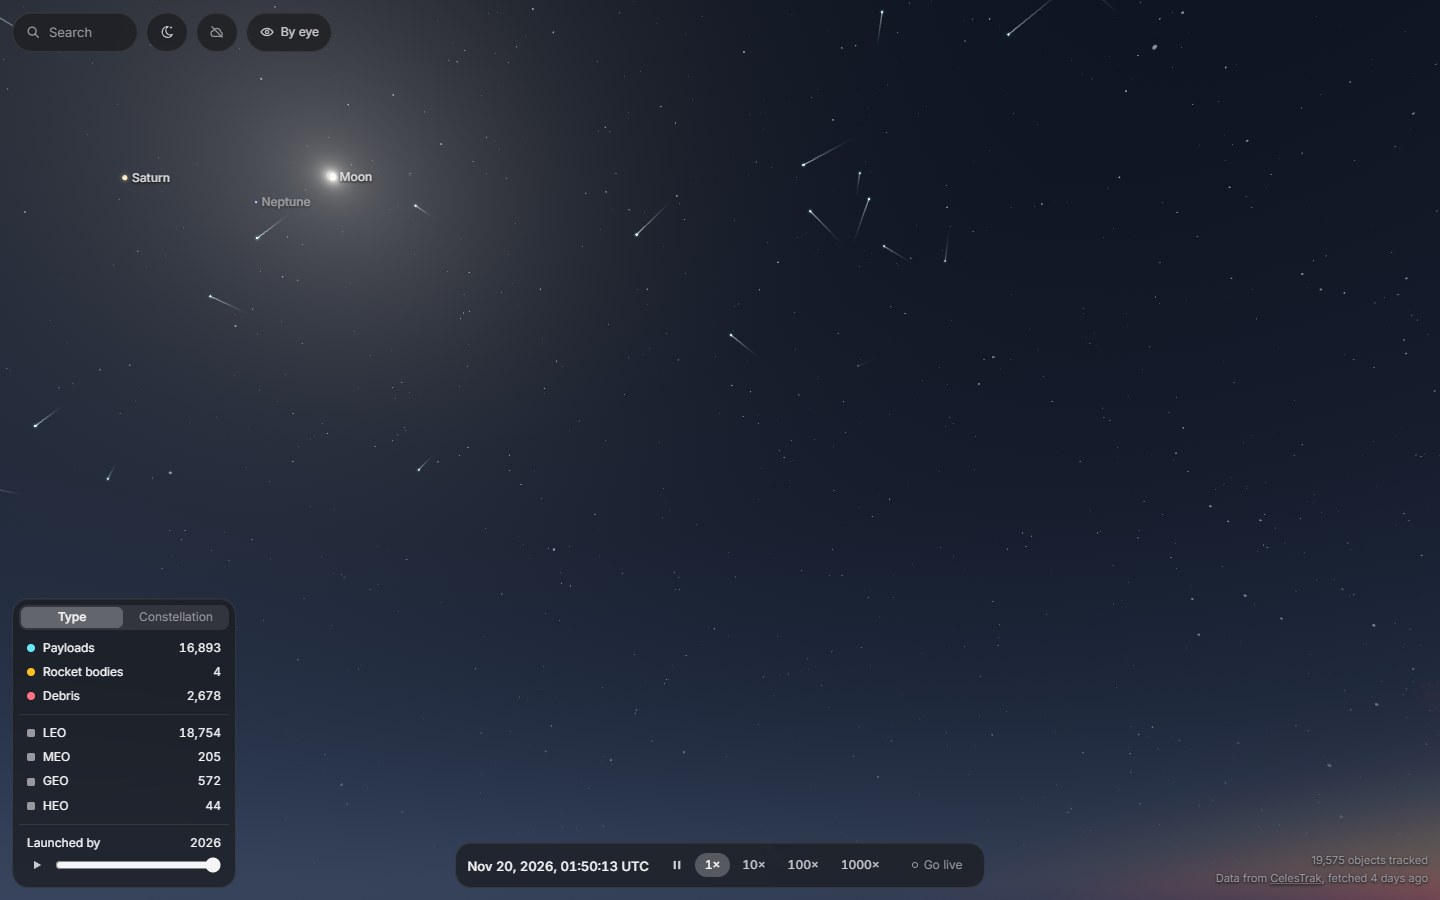 Search
By eye
Saturn
Moon
Neptune
Type Constellation
Payloads 16,893
Rocket bodies 4
Debris 2,678
LEO 18,754
MEO 205
GEO 572
HEO 44
Launched by 2026
Nov 20, 2026, 01:50:13 UTC 1× 10× 100× 1000× Go live
19,575 objects tracked
Data from CelesTrak, fetched 4 days ago